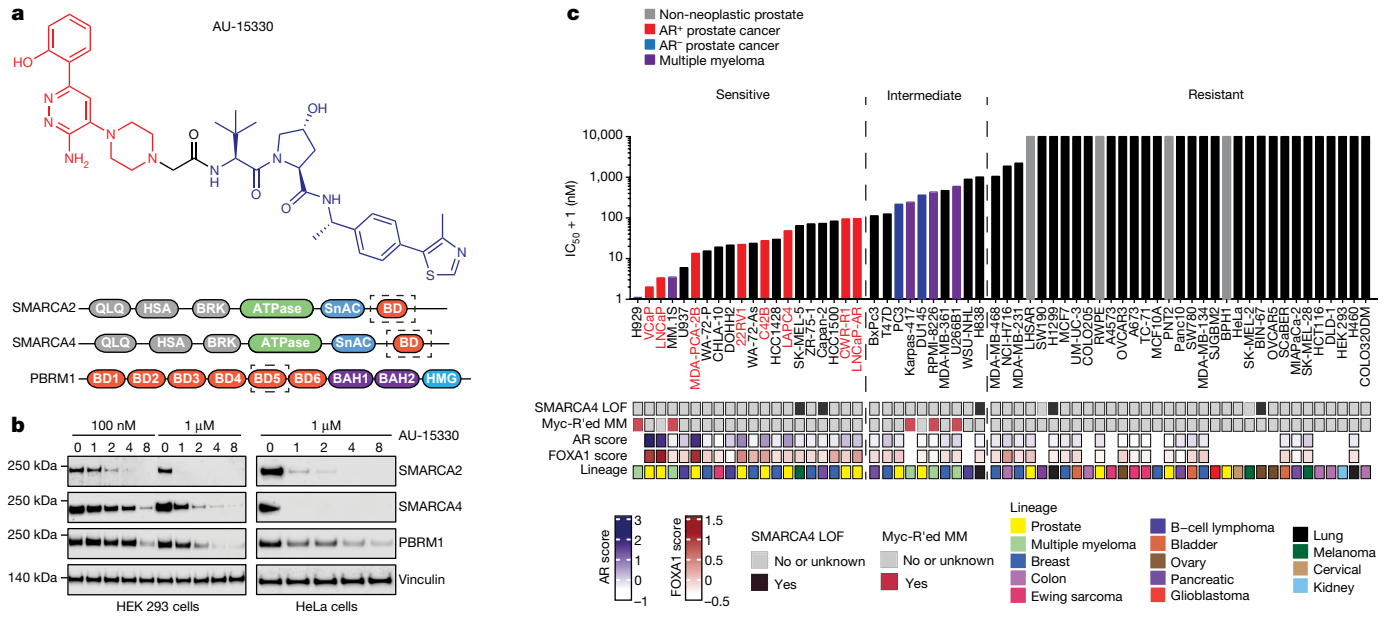 a
AU-15330
HO
N
N
NH2
N
N
O
N
H
O
N
OH
O
NH
S
N
SMARCA2 QLQ HSA BRK ATPase SnAC BD
SMARCA4 QLQ HSA BRK ATPase SnAC BD
PBRM1 BD1 BD2 BD3 BD4 BD5 BD6 BAH1 BAH2 HMG
b
100 nM 1 μM 1 μM AU-15330
0 1 2 4 8 0 1 2 4 8 0 1 2 4 8
250 kDa SMARCA2
250 kDa SMARCA4
250 kDa PBRM1
140 kDa Vinculin
HEK 293 cells HeLa cells
c
Non-neoplastic prostate
AR+ prostate cancer
AR− prostate cancer
Multiple myeloma
Sensitive Intermediate Resistant
IC50 + 1 (nM)
10,000
1,000
100
10
1
H929
VCaP
LNCaP
MM.1S
U937
MDA-PCA-2B
WA-72-P
CHLA-10
DOHH2
22RV1
WA-72-As
C42B
HCC1428
LAPC4
SK-MEL-5
ZR-75-1
Capan-2
HCC1500
CWR-R1
LNCaP-AR
BxPc3
T47D
PC3
Karpas-417
DU145
RPMI-8226
MDA-MB-361
U266B1
WSU-NHL
H838
MDA-MB-468
NCI-H716
MDA-MB-231
LHSAR
SW190
H1299
MCF7
UM-UC-3
COLO205
RWPE
A4573
OVCAR4
A673
TC-71
MCF10A
PNT2
Panc1
SW780
MDA-MB-134
SJGBM2
BPH1
HeLa
SK-MEL-2
BIN-67
OVCAR5
SCaBER
MIAPaCa-2
SK-MEL-28
HCT116
DLD-1
HEK 293
H460
COLO320DM
SMARCA4 LOF
Myc-R'ed MM
AR score
FOXA1 score
Lineage
AR score
3
2
1
0
−1
FOXA1 score
1.5
1
0.5
0
−0.5
SMARCA4 LOF
No or unknown
Yes
Myc-R'ed MM
No or unknown
Yes
Lineage
Prostate
Multiple myeloma
Breast
Colon
Ewing sarcoma
B−cell lymphoma
Bladder
Ovary
Pancreatic
Glioblastoma
Lung
Melanoma
Cervical
Kidney